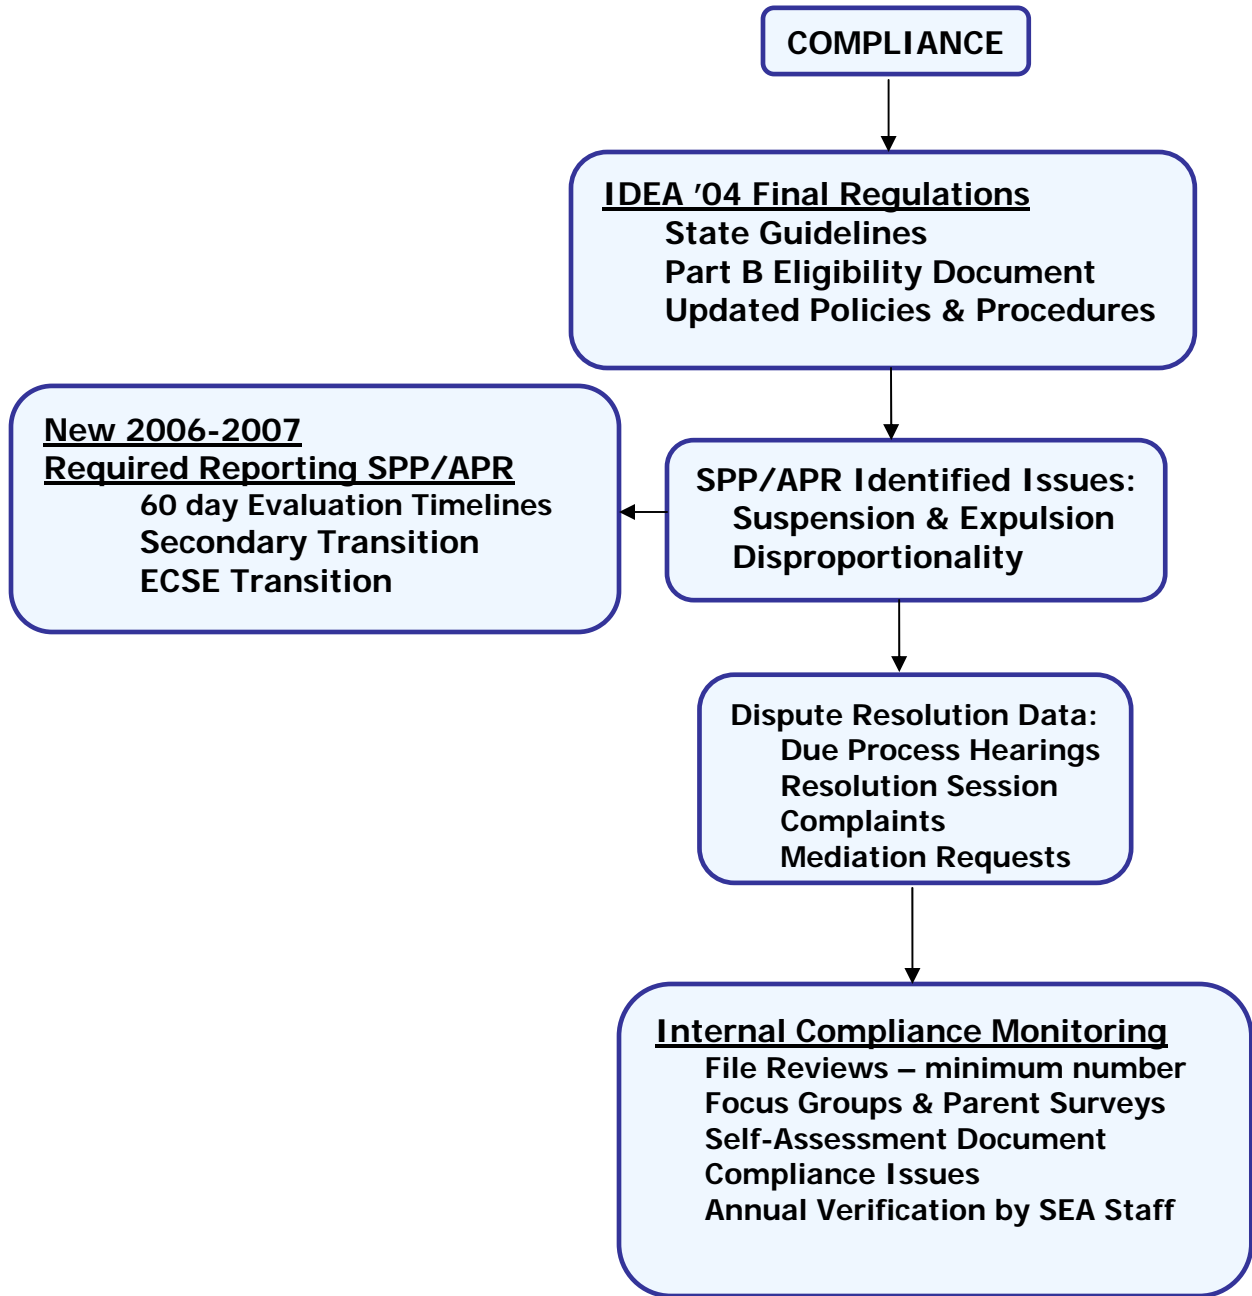 COMPLIANCE
IDEA '04 Final Regulations
State Guidelines
Part B Eligibility Document
Updated Policies & Procedures
New 2006-2007
Required Reporting SPP/APR
60 day Evaluation Timelines
Secondary Transition
ECSE Transition
SPP/APR Identified Issues:
Suspension & Expulsion
Disproportionality
Dispute Resolution Data:
Due Process Hearings
Resolution Session
Complaints
Mediation Requests
Internal Compliance Monitoring
File Reviews – minimum number
Focus Groups & Parent Surveys
Self-Assessment Document
Compliance Issues
Annual Verification by SEA Staff